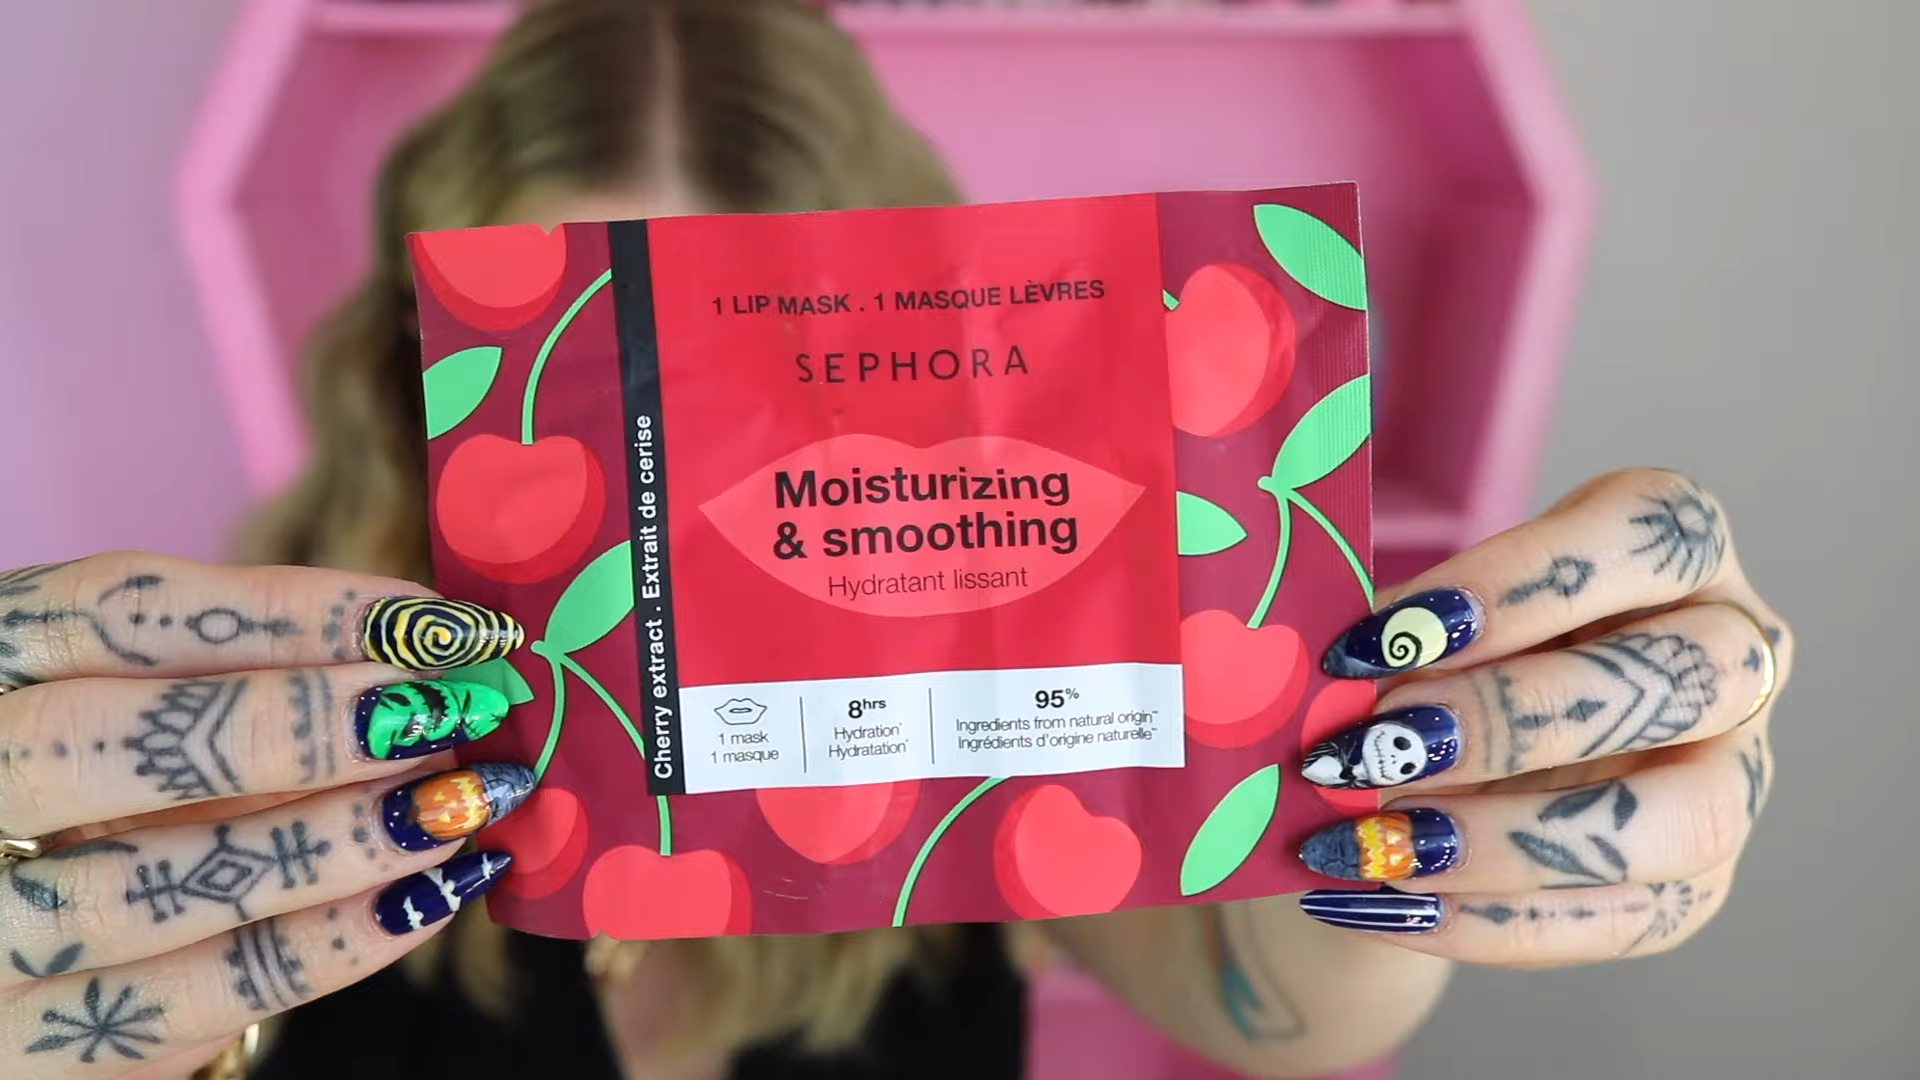 1 LIP MASK . 1 MASQUE LÈVRES
SEPHORA
Moisturizing
& smoothing
Hydratant lissant
Cherry extract . Extrait de cerise
1 mask
1 masque
8hrs
Hydration*
Hydratation*
95%
Ingredients from natural origin**
Ingrédients d'origine naturelle**